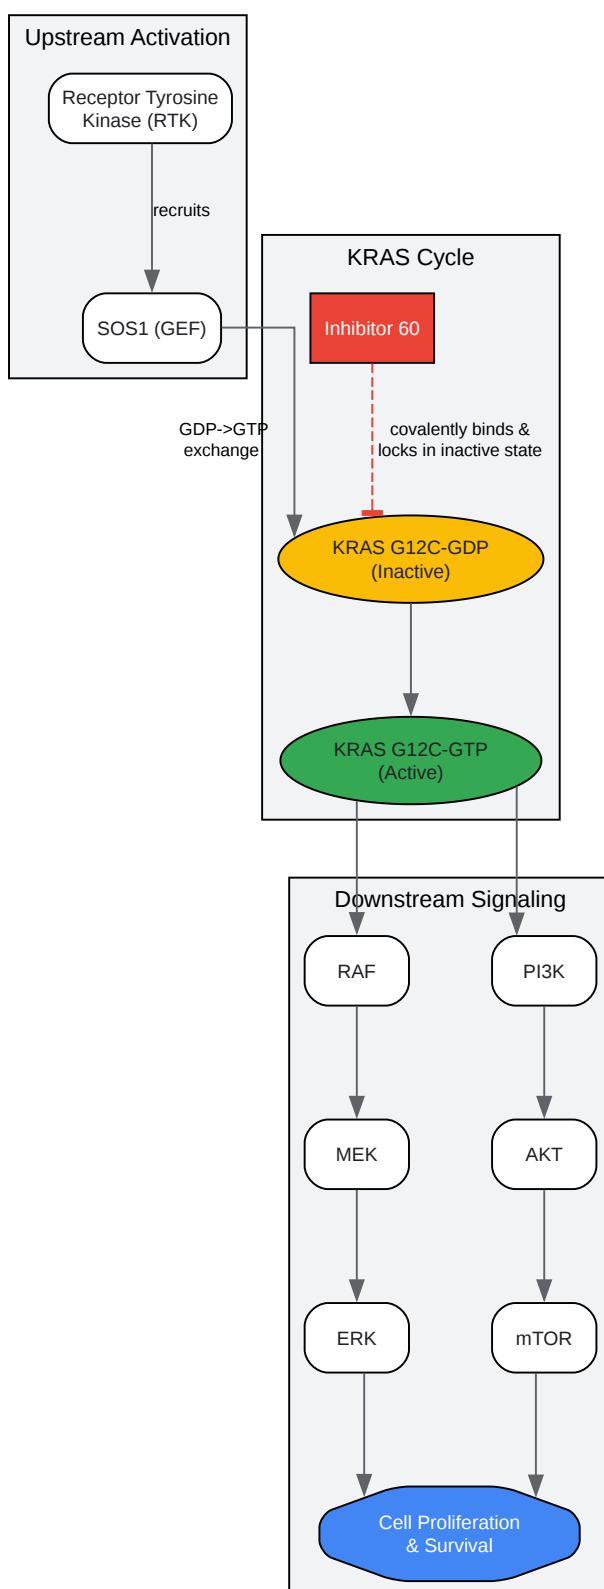 Upstream Activation
Receptor Tyrosine
Kinase (RTK)
recruits
SOS1 (GEF)
KRAS Cycle
Inhibitor 60
GDP->GTP
exchange
covalently binds &
locks in inactive state
KRAS G12C-GDP
(Inactive)
KRAS G12C-GTP
(Active)
Downstream Signaling
RAF
PI3K
MEK
AKT
ERK
mTOR
Cell Proliferation
& Survival